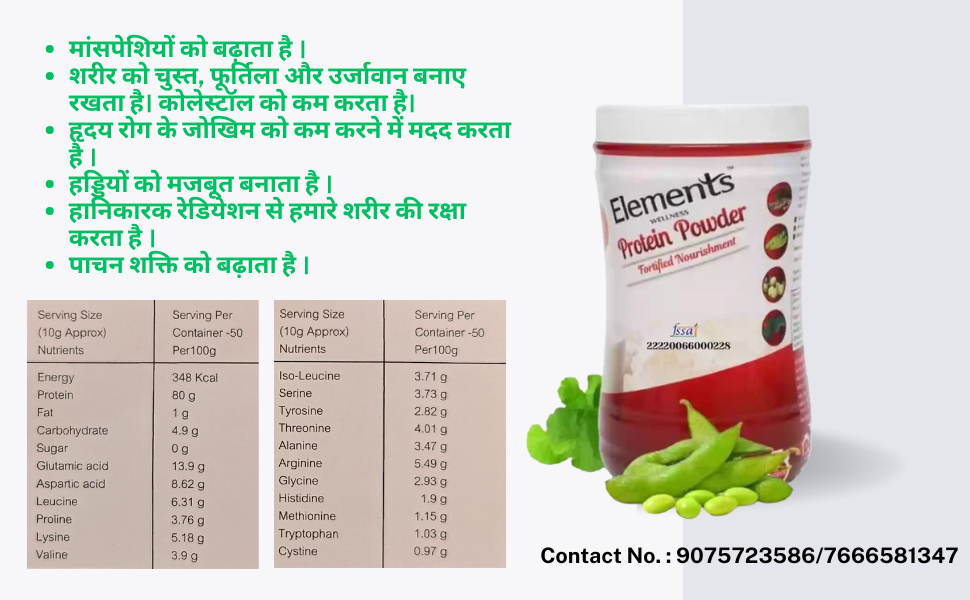 • मांसपेशियों को बढ़ाता है |
• शरीर को चुस्त, फूर्तिला और उर्जावान बनाए
रखता है| कोलेस्टॉल को कम करता है|
• हृदय रोग के जोखिम को कम करने में मदद करता
है |
• हड्डियों को मजबूत बनाता है |
• हानिकारक रेडियेशन से हमारे शरीर की रक्षा
करता है |
• पाचन शक्ति को बढ़ाता है |
Serving Size Serving Per
(10g Approx) Container -50
Nutrients Per100g
Energy 348 Kcal
Protein 80 g
Fat 1 g
Carbohydrate 4.9 g
Sugar 0 g
Glutamic acid 13.9 g
Aspartic acid 8.62 g
Leucine 6.31 g
Proline 3.76 g
Lysine 5.18 g
Valine 3.9 g
Serving Size Serving Per
(10g Approx) Container -50
Nutrients Per100g
Iso-Leucine 3.71 g
Serine 3.73 g
Tyrosine 2.82 g
Threonine 4.01 g
Alanine 3.47 g
Arginine 5.49 g
Glycine 2.93 g
Histidine 1.9 g
Methionine 1.15 g
Tryptophan 1.03 g
Cystine 0.97 g
Elements™
WELLNESS
Protein Powder
Fortified Nourishment
fssai
22220066000228
Contact No. : 9075723586/7666581347